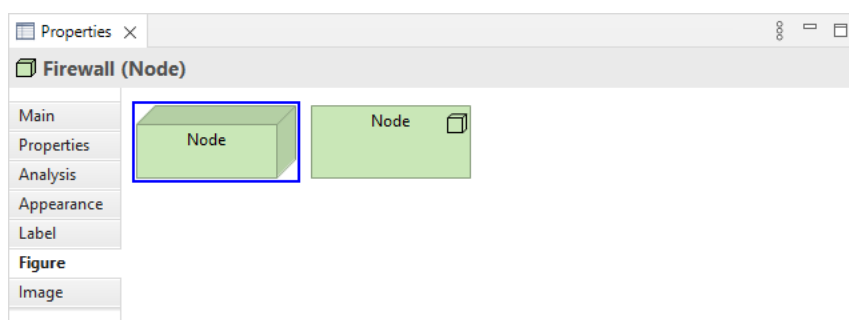 Properties
Firewall (Node)
Main
Properties
Analysis
Appearance
Label
Figure
Image
Node
Node